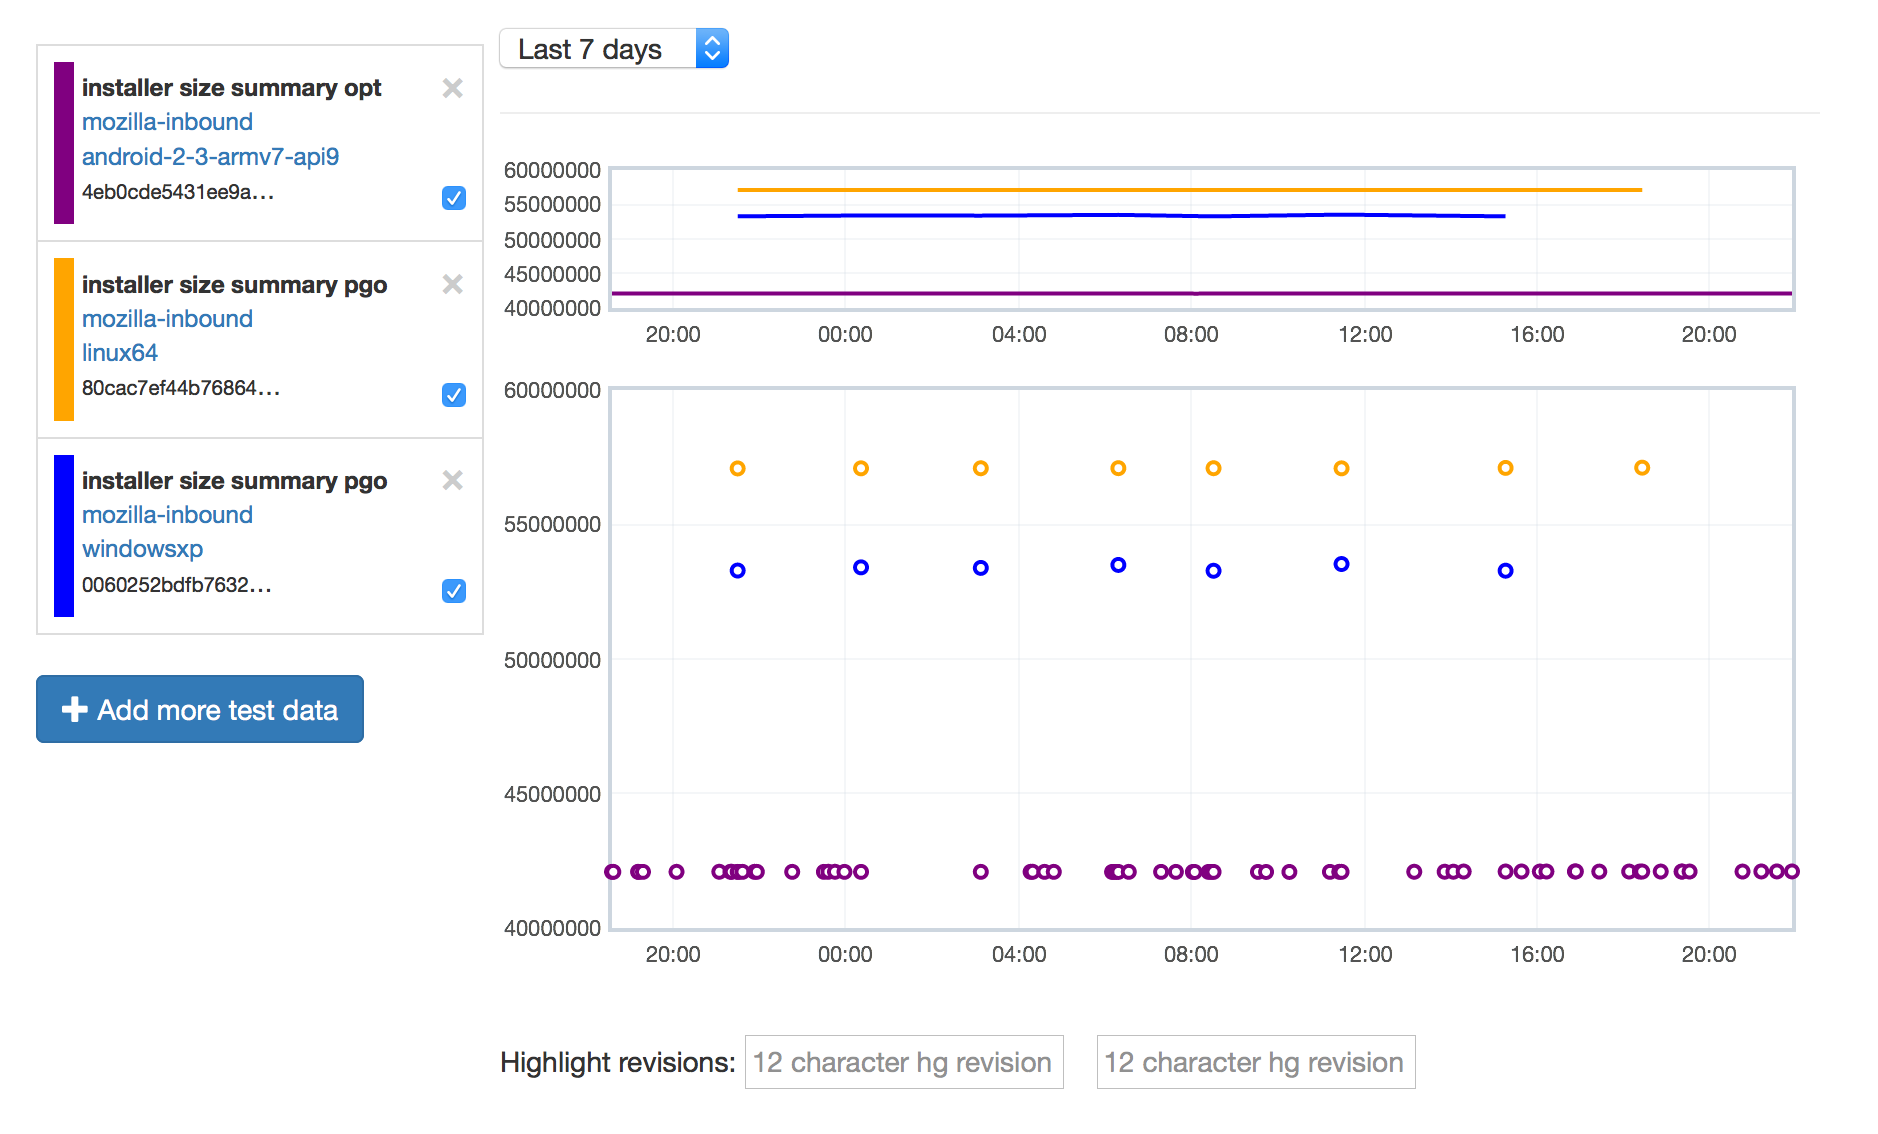 installer size summary opt
mozilla-inbound
android-2-3-armv7-api9
4eb0cde5431ee9a...
installer size summary pgo
mozilla-inbound
linux64
80cac7ef44b76864...
installer size summary pgo
mozilla-inbound
windowsxp
0060252bdfb7632...
Add more test data
Last 7 days
60000000
55000000
50000000
45000000
40000000
20:00 00:00 04:00 08:00 12:00 16:00 20:00
60000000
55000000
50000000
45000000
40000000
20:00 00:00 04:00 08:00 12:00 16:00 20:00
Highlight revisions: 12 character hg revision 12 character hg revision